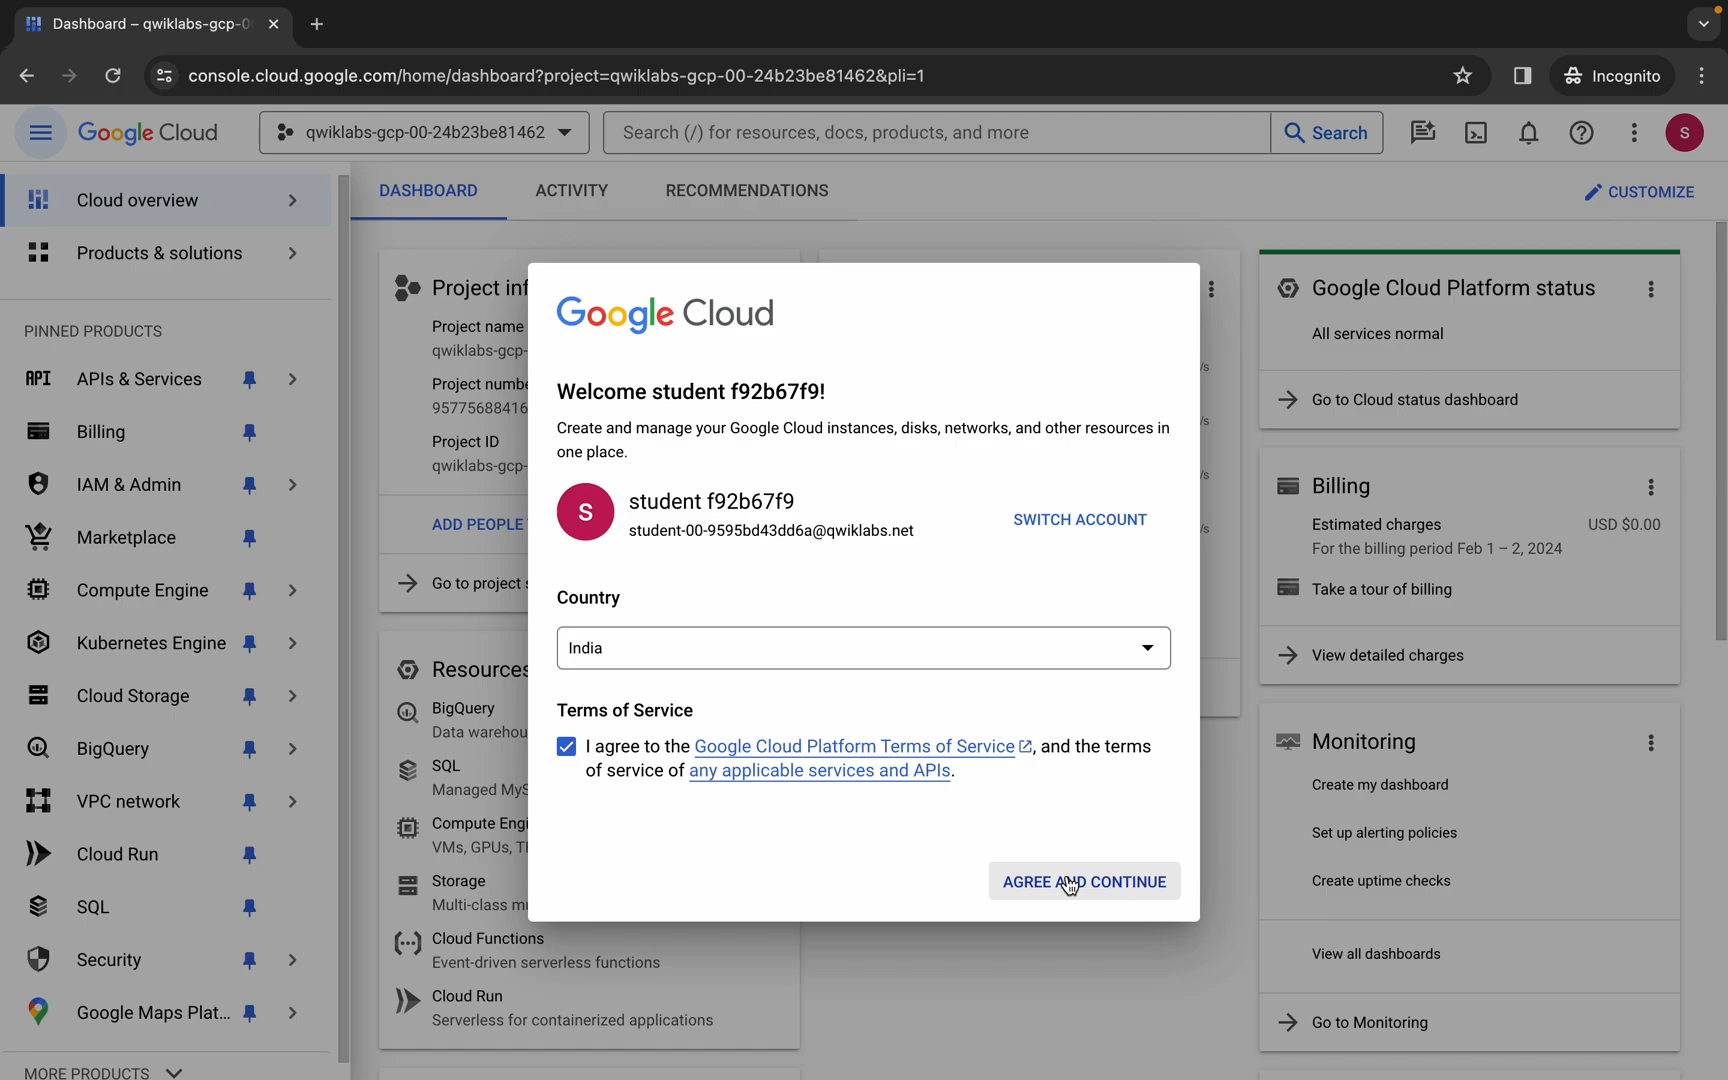 Dashboard – qwiklabs-gcp-0
console.cloud.google.com/home/dashboard?project=qwiklabs-gcp-00-24b23be81462&pli=1
Incognito
Google Cloud
qwiklabs-gcp-00-24b23be81462
Search (/) for resources, docs, products, and more
Search
S
Cloud overview
Products & solutions
PINNED PRODUCTS
API APIs & Services
Billing
IAM & Admin
Marketplace
Compute Engine
Kubernetes Engine
Cloud Storage
BigQuery
VPC network
Cloud Run
SQL
Security
Google Maps Plat...
MORE PRODUCTS
DASHBOARD
ACTIVITY
RECOMMENDATIONS
CUSTOMIZE
Project inf
Project name
qwiklabs-gcp-
Project numbe
95775688416
Project ID
qwiklabs-gcp-
ADD PEOPLE
Go to project s
Resources
BigQuery
Data warehou
SQL
Managed MyS
Compute Engi
VMs, GPUs, T
Storage
Multi-class mu
Cloud Functions
Event-driven serverless functions
Cloud Run
Serverless for containerized applications
Google Cloud
Welcome student f92b67f9!
Create and manage your Google Cloud instances, disks, networks, and other resources in
one place.
S
student f92b67f9
student-00-9595bd43dd6a@qwiklabs.net
SWITCH ACCOUNT
Country
India
Terms of Service
I agree to the Google Cloud Platform Terms of Service, and the terms
of service of any applicable services and APIs.
AGREE AND CONTINUE
/s
/s
/s
/s
Google Cloud Platform status
All services normal
Go to Cloud status dashboard
Billing
Estimated charges USD $0.00
For the billing period Feb 1 – 2, 2024
Take a tour of billing
View detailed charges
Monitoring
Create my dashboard
Set up alerting policies
Create uptime checks
View all dashboards
Go to Monitoring